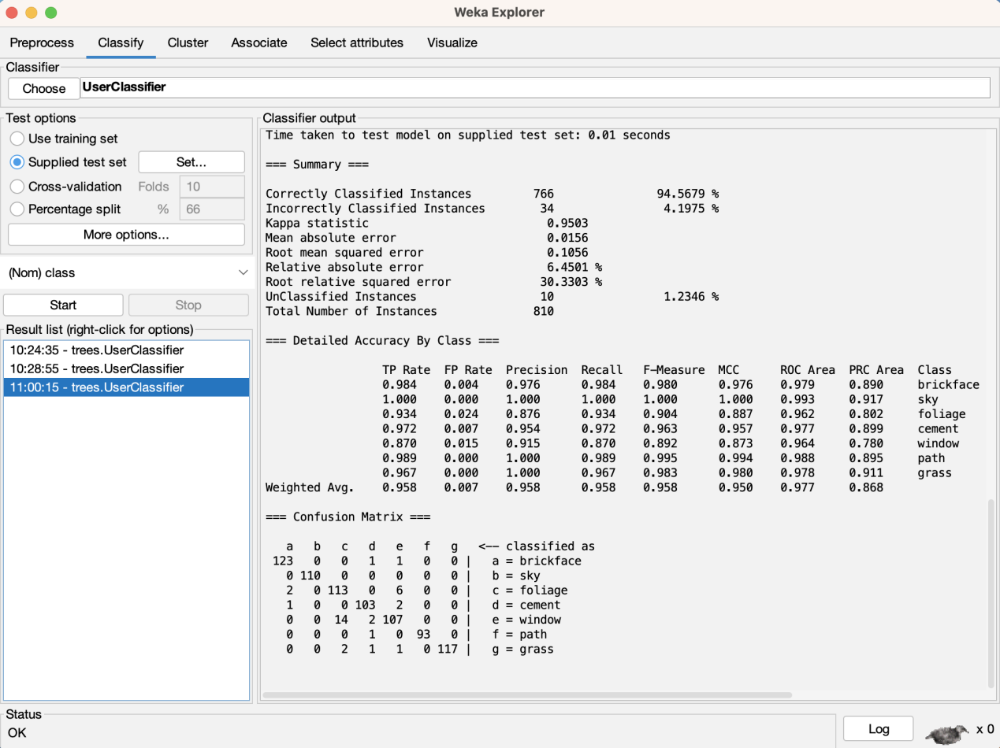 Weka Explorer
Preprocess Classify Cluster Associate Select attributes Visualize
Classifier
Choose UserClassifier
Test options
Use training set
Supplied test set Set...
Cross-validation Folds 10
Percentage split % 66
More options...
(Nom) class
Start Stop
Result list (right-click for options)
10:24:35 - trees.UserClassifier
10:28:55 - trees.UserClassifier
11:00:15 - trees.UserClassifier
Classifier output
Time taken to test model on supplied test set: 0.01 seconds
=== Summary ===
Correctly Classified Instances 766 94.5679 %
Incorrectly Classified Instances 34 4.1975 %
Kappa statistic 0.9503
Mean absolute error 0.0156
Root mean squared error 0.1056
Relative absolute error 6.4501 %
Root relative squared error 30.3303 %
UnClassified Instances 10 1.2346 %
Total Number of Instances 810
=== Detailed Accuracy By Class ===
TP Rate FP Rate Precision Recall F-Measure MCC ROC Area PRC Area Class
0.984 0.004 0.976 0.984 0.980 0.976 0.979 0.890 brickface
1.000 0.000 1.000 1.000 1.000 1.000 0.993 0.917 sky
0.934 0.024 0.876 0.934 0.904 0.887 0.962 0.802 foliage
0.972 0.007 0.954 0.972 0.963 0.957 0.977 0.899 cement
0.870 0.015 0.915 0.870 0.892 0.873 0.964 0.780 window
0.989 0.000 1.000 0.989 0.995 0.994 0.988 0.895 path
0.967 0.000 1.000 0.967 0.983 0.980 0.978 0.911 grass
Weighted Avg. 0.958 0.007 0.958 0.958 0.958 0.950 0.977 0.868
=== Confusion Matrix ===
a b c d e f g <-- classified as
123 0 0 1 1 0 0 | a = brickface
0 110 0 0 0 0 0 | b = sky
2 0 113 0 6 0 0 | c = foliage
1 0 0 103 2 0 0 | d = cement
0 0 14 2 107 0 0 | e = window
0 0 0 1 0 93 0 | f = path
0 0 2 1 1 0 117 | g = grass
Status
OK
Log x 0